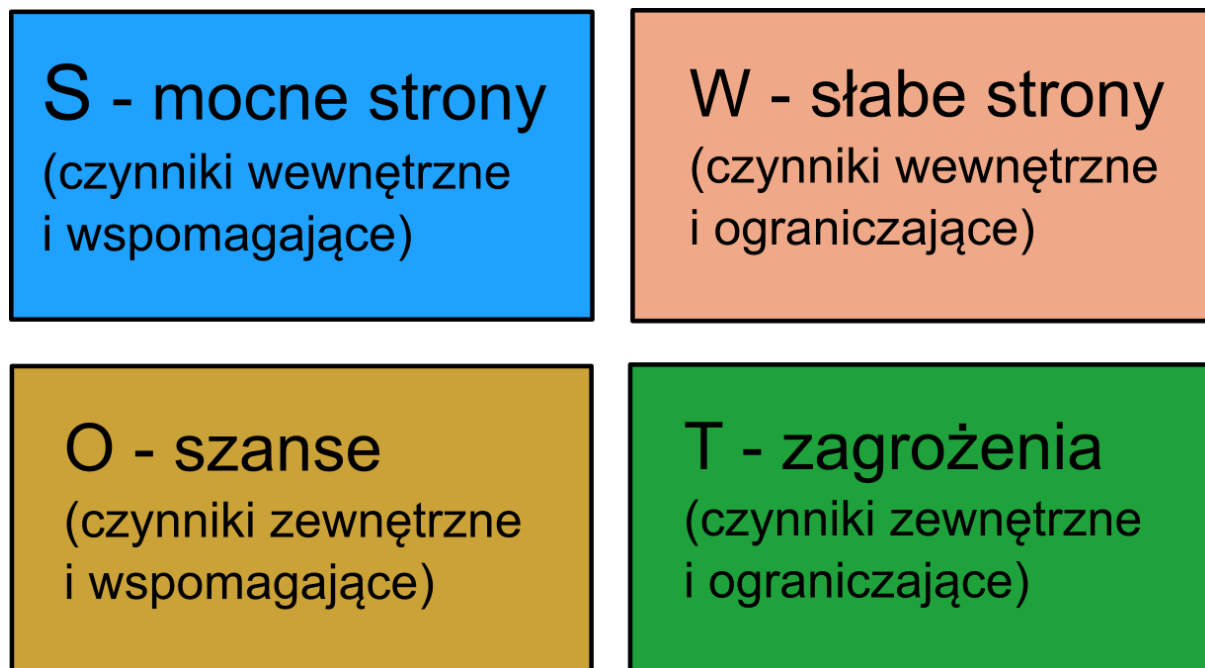 S - mocne strony
(czynniki wewnętrzne
i wspomagające)
W - słabe strony
(czynniki wewnętrzne
i ograniczające)
O - szanse
(czynniki zewnętrzne
i wspomagające)
T - zagrożenia
(czynniki zewnętrzne
i ograniczające)